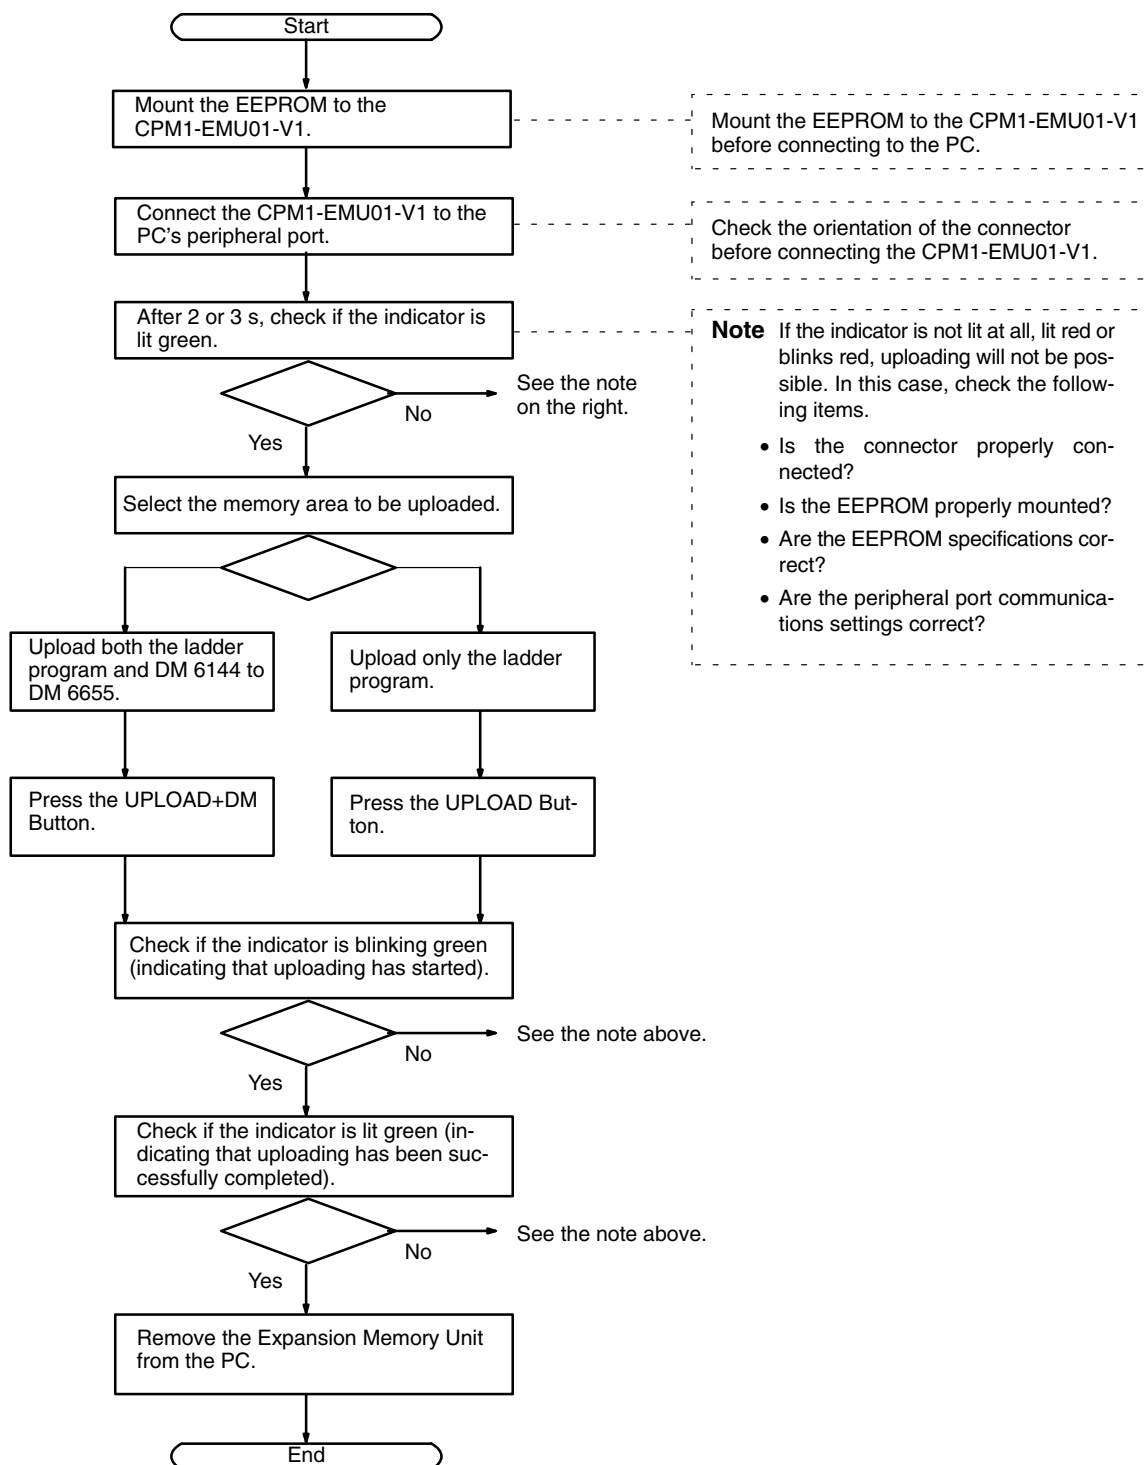 Start
Mount the EEPROM to the
CPM1-EMU01-V1.
Mount the EEPROM to the CPM1-EMU01-V1
before connecting to the PC.
Connect the CPM1-EMU01-V1 to the
PC's peripheral port.
Check the orientation of the connector
before connecting the CPM1-EMU01-V1.
After 2 or 3 s, check if the indicator is
lit green.
Note If the indicator is not lit at all, lit red or
blinks red, uploading will not be pos-
sible. In this case, check the follow-
ing items.
• Is the connector properly con-
nected?
• Is the EEPROM properly mounted?
• Are the EEPROM specifications cor-
rect?
• Are the peripheral port communica-
tions settings correct?
No
See the note
on the right.
Yes
Select the memory area to be uploaded.
Upload both the ladder
program and DM 6144 to
DM 6655.
Upload only the ladder
program.
Press the UPLOAD+DM
Button.
Press the UPLOAD But-
ton.
Check if the indicator is blinking green
(indicating that uploading has started).
No
See the note above.
Yes
Check if the indicator is lit green (in-
dicating that uploading has been suc-
cessfully completed).
No
See the note above.
Yes
Remove the Expansion Memory Unit
from the PC.
End